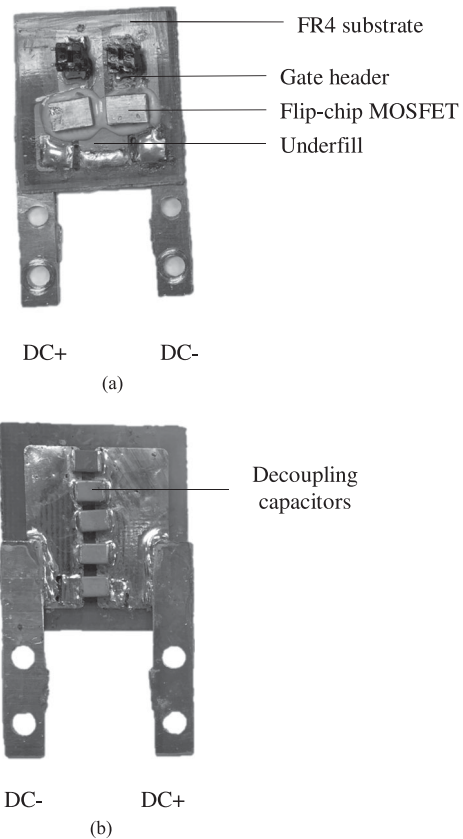 FR4 substrate
Gate header
Flip-chip MOSFET
Underfill
DC+ DC-
(a)
Decoupling
capacitors
DC- DC+
(b)